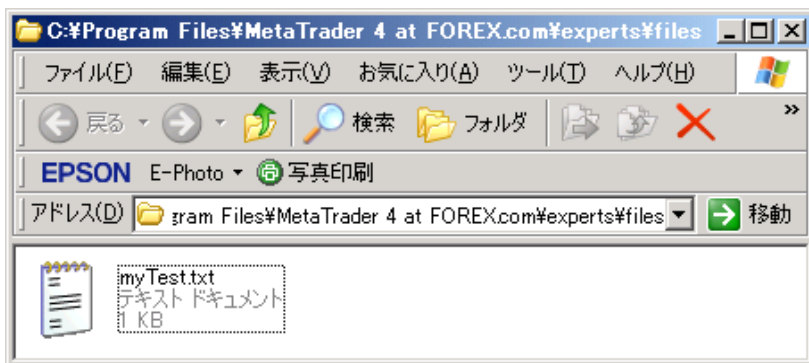 C:¥Program Files¥MetaTrader 4 at FOREX.com¥experts¥files
ファイル(F) 編集(E) 表示(V) お気に入り(A) ツール(T) ヘルプ(H)
戻る 検索 フォルダ »
EPSON E-Photo 写真印刷
アドレス(D) gram Files¥MetaTrader 4 at FOREX.com¥experts¥files 移動
myTest.txt
テキスト ドキュメント
1 KB